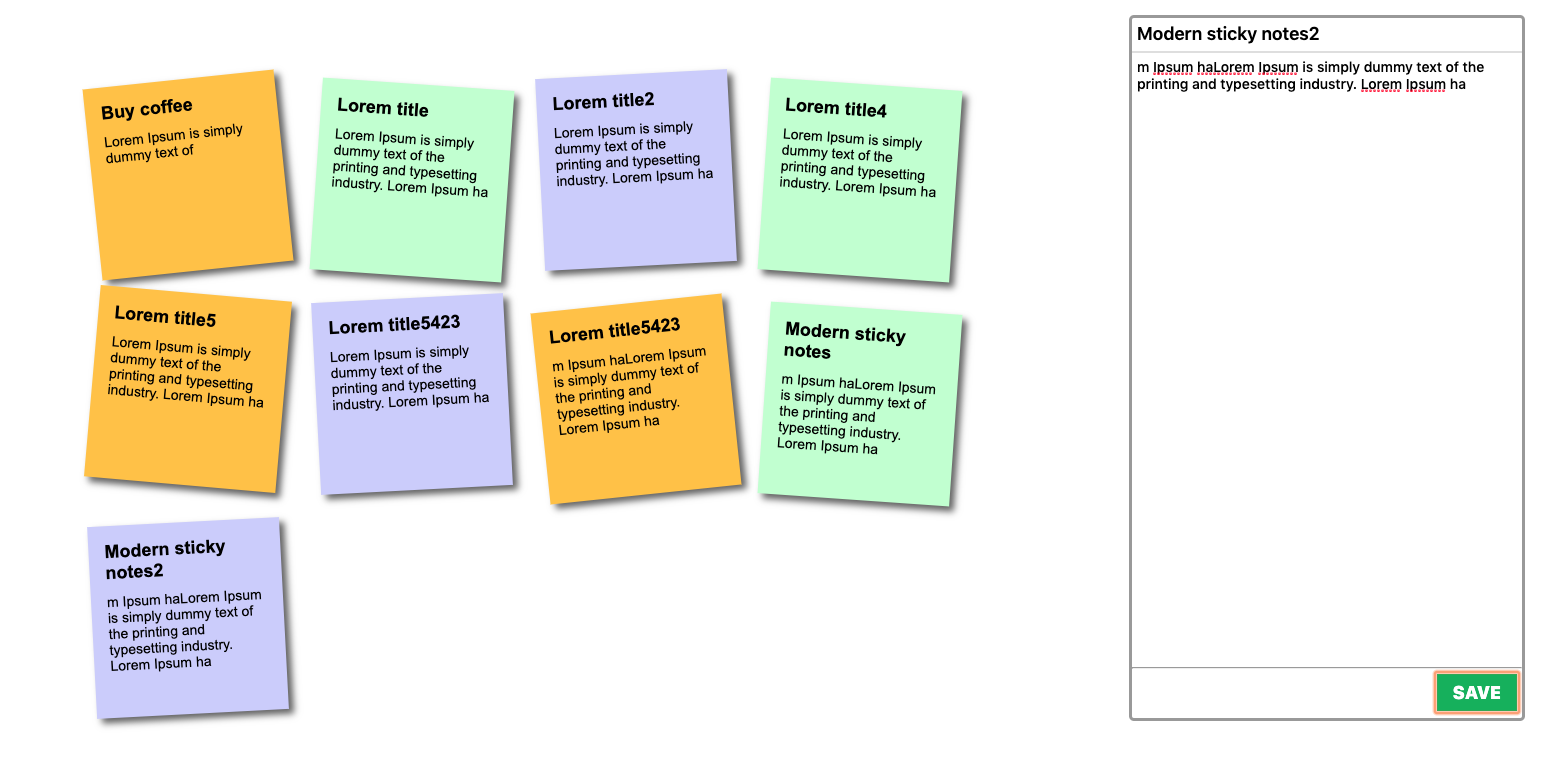 Buy coffee
Lorem Ipsum is simply
dummy text of
Lorem title
Lorem Ipsum is simply
dummy text of the
printing and typesetting
industry. Lorem Ipsum ha
Lorem title2
Lorem Ipsum is simply
dummy text of the
printing and typesetting
industry. Lorem Ipsum ha
Lorem title4
Lorem Ipsum is simply
dummy text of the
printing and typesetting
industry. Lorem Ipsum ha
Lorem title5
Lorem Ipsum is simply
dummy text of the
printing and typesetting
industry. Lorem Ipsum ha
Lorem title5423
Lorem Ipsum is simply
dummy text of the
printing and typesetting
industry. Lorem Ipsum ha
Lorem title5423
m Ipsum haLorem Ipsum
is simply dummy text of
the printing and
typesetting industry.
Lorem Ipsum ha
Modern sticky
notes
m Ipsum haLorem Ipsum
is simply dummy text of
the printing and
typesetting industry.
Lorem Ipsum ha
Modern sticky
notes2
m Ipsum haLorem Ipsum
is simply dummy text of
the printing and
typesetting industry.
Lorem Ipsum ha
Modern sticky notes2
m Ipsum haLorem Ipsum is simply dummy text of the
printing and typesetting industry. Lorem Ipsum ha
SAVE